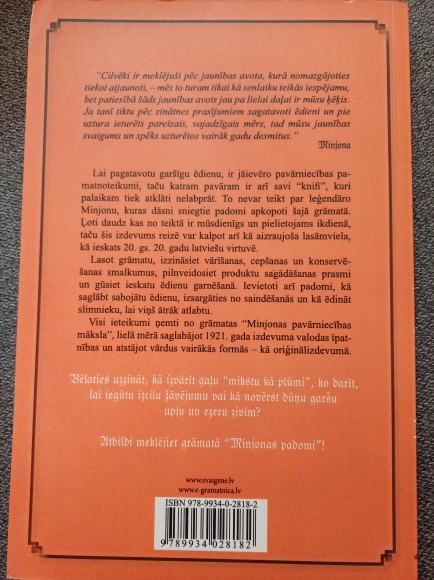 “Cilvēki ir meklējuši pēc jaunības avota, kurā nomazgājoties
tiekot atjaunoti, – mēs to turam tikai kā senlaiku teikās iespējamu,
bet patiesībā šāds jaunības avots jau pa lielai daļai ir mūsu ķēķis.
Ja tanī tiktu pēc zinātnes prasījumiem sagatavoti ēdieni un pie
uztura ieturēts pareizais, vajadzīgais mērs, tad mūsu jaunības
svaigums un spēks uzturētos vairāk gadu desmitus.”
Minjona
Lai pagatavotu garšīgu ēdienu, ir jāievēro pavārniecības pa-
matnoteikumi, taču katram pavāram ir arī savi “knifi”, kuri
palaikam tiek atklāti nelabprāt. To nevar teikt par leģendāro
Minjonu, kuras dāsni sniegtie padomi apkopoti šajā grāmatā.
Ļoti daudz kas no teiktā ir mūsdienīgs un pielietojams ikdienā,
taču šis izdevums reizē var kalpot arī kā aizraujoša lasāmviela,
kā ieskats 20. gs. 20. gadu latviešu virtuvē.
Lasot grāmatu, izzināsiet vārīšanas, cepšanas un konservē-
šanas smalkumus, pilnveidosiet produktu sagādāšanas prasmi
un gūsiet ieskatu ēdienu garnēšanā. Ievietoti arī padomi, kā
saglābt sabojātu ēdienu, izsargāties no saindēšanās un kā ēdināt
slimnieku, lai viņš ātrāk atlabtu.
Visi ieteikumi ņemti no grāmatas “Minjonas pavārniecības
māksla”, lielā mērā saglabājot 1921. gada izdevuma valodas īpat-
nības un atstājot vārdus vairākās formās – kā oriģinālizdevumā.
Vēlaties uzzināt, kā izvārīt gaļu “mīkstu kā plūmi”, ko darīt,
lai iegūtu izcilu žāvējumu vai kā novērst dūņu garšu
upju un ezeru zivīm?
Atbildi meklējiet grāmatā “Minjonas padomi”!
www.zvaigzne.lv
www.e-gramatnica.lv
ISBN 978-9934-0-2818-2
9 789934 028182